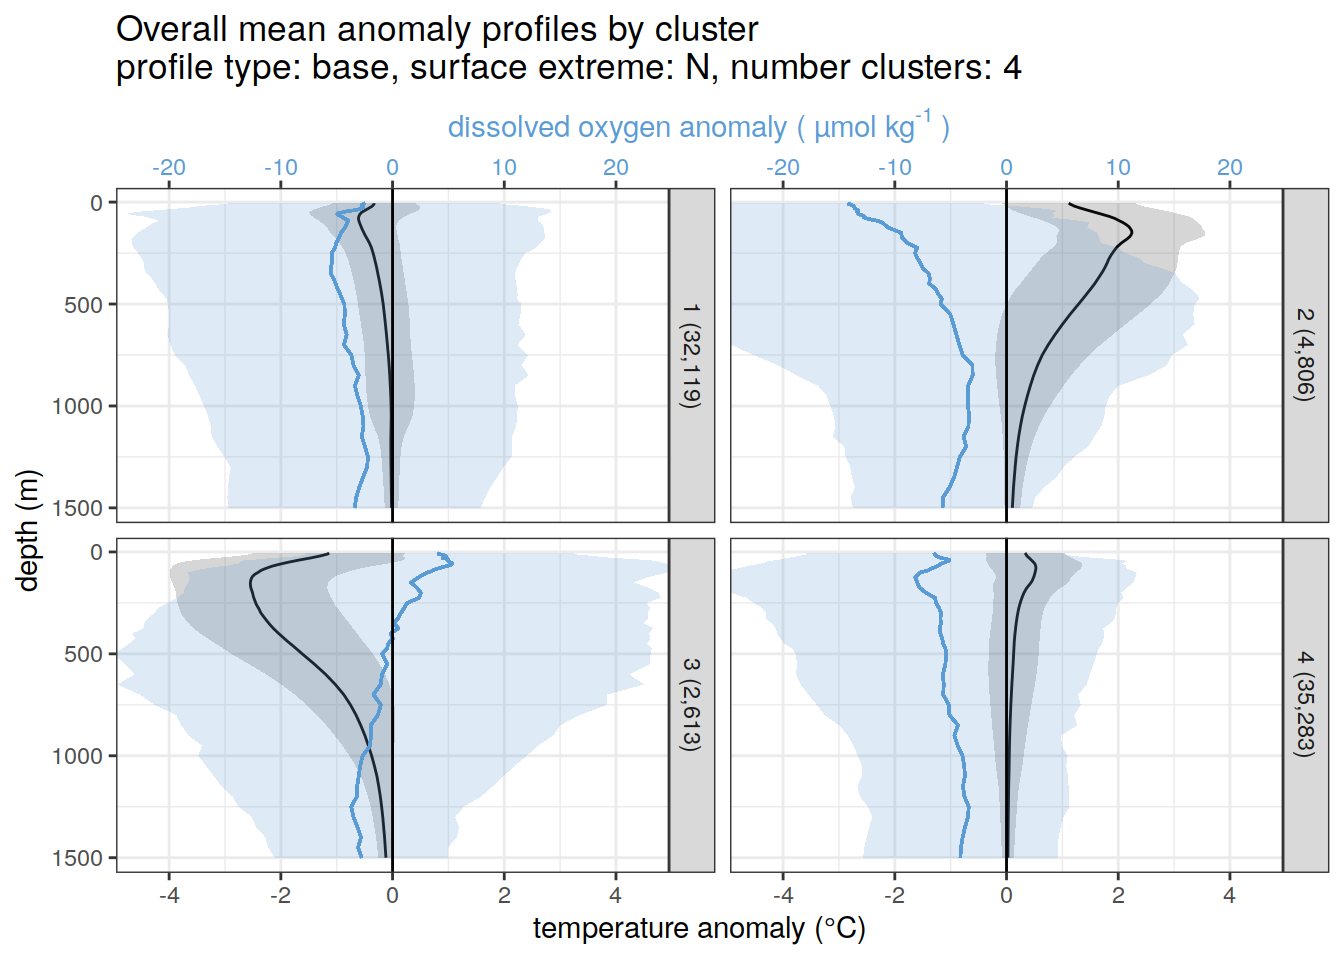 Overall mean anomaly profiles by cluster
profile type: base, surface extreme: N, number clusters: 4
dissolved oxygen anomaly ( µmol kg⁻¹ )
-20 -10 0 10 20 -20 -10 0 10 20
0
500
1000
1500
1 (32,119)
2 (4,806)
depth (m)
0
500
1000
1500
3 (2,613)
4 (35,283)
-4 -2 0 2 4 -4 -2 0 2 4
temperature anomaly (°C)